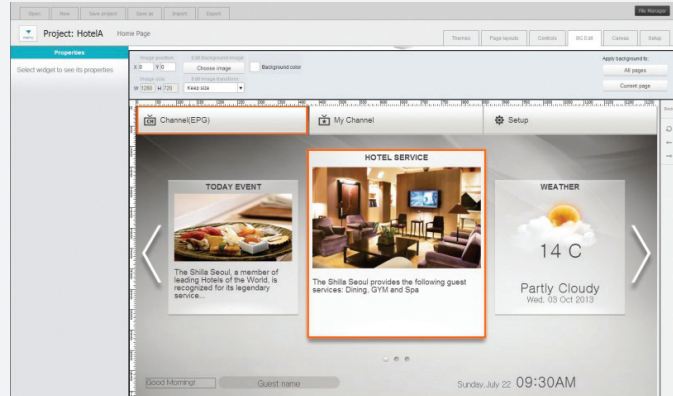 Open New Save project Save as Import Export File Manager
menu Project: HotelA Home Page Themes Page layouts Controls BG Edit Canvas Setup
Properties
Select widget to see its properties
Image position Edit Background image Apply background to:
X 0 Y 0 Choose image Background color All pages
Image size Edit image transform
W 1280 H 720 Keep size Current page
Channel(EPG) My Channel Setup
TODAY EVENT
The Shilla Seoul, a member of
leading Hotels of the World, is
recognized for its legendary
service...
HOTEL SERVICE
The Shilla Seoul provides the following guest
services: Dining, GYM and Spa
WEATHER
14 C
Partly Cloudy
Wed, 03 Oct 2013
Good Morning! Guest name Sunday, July 22 09:30AM